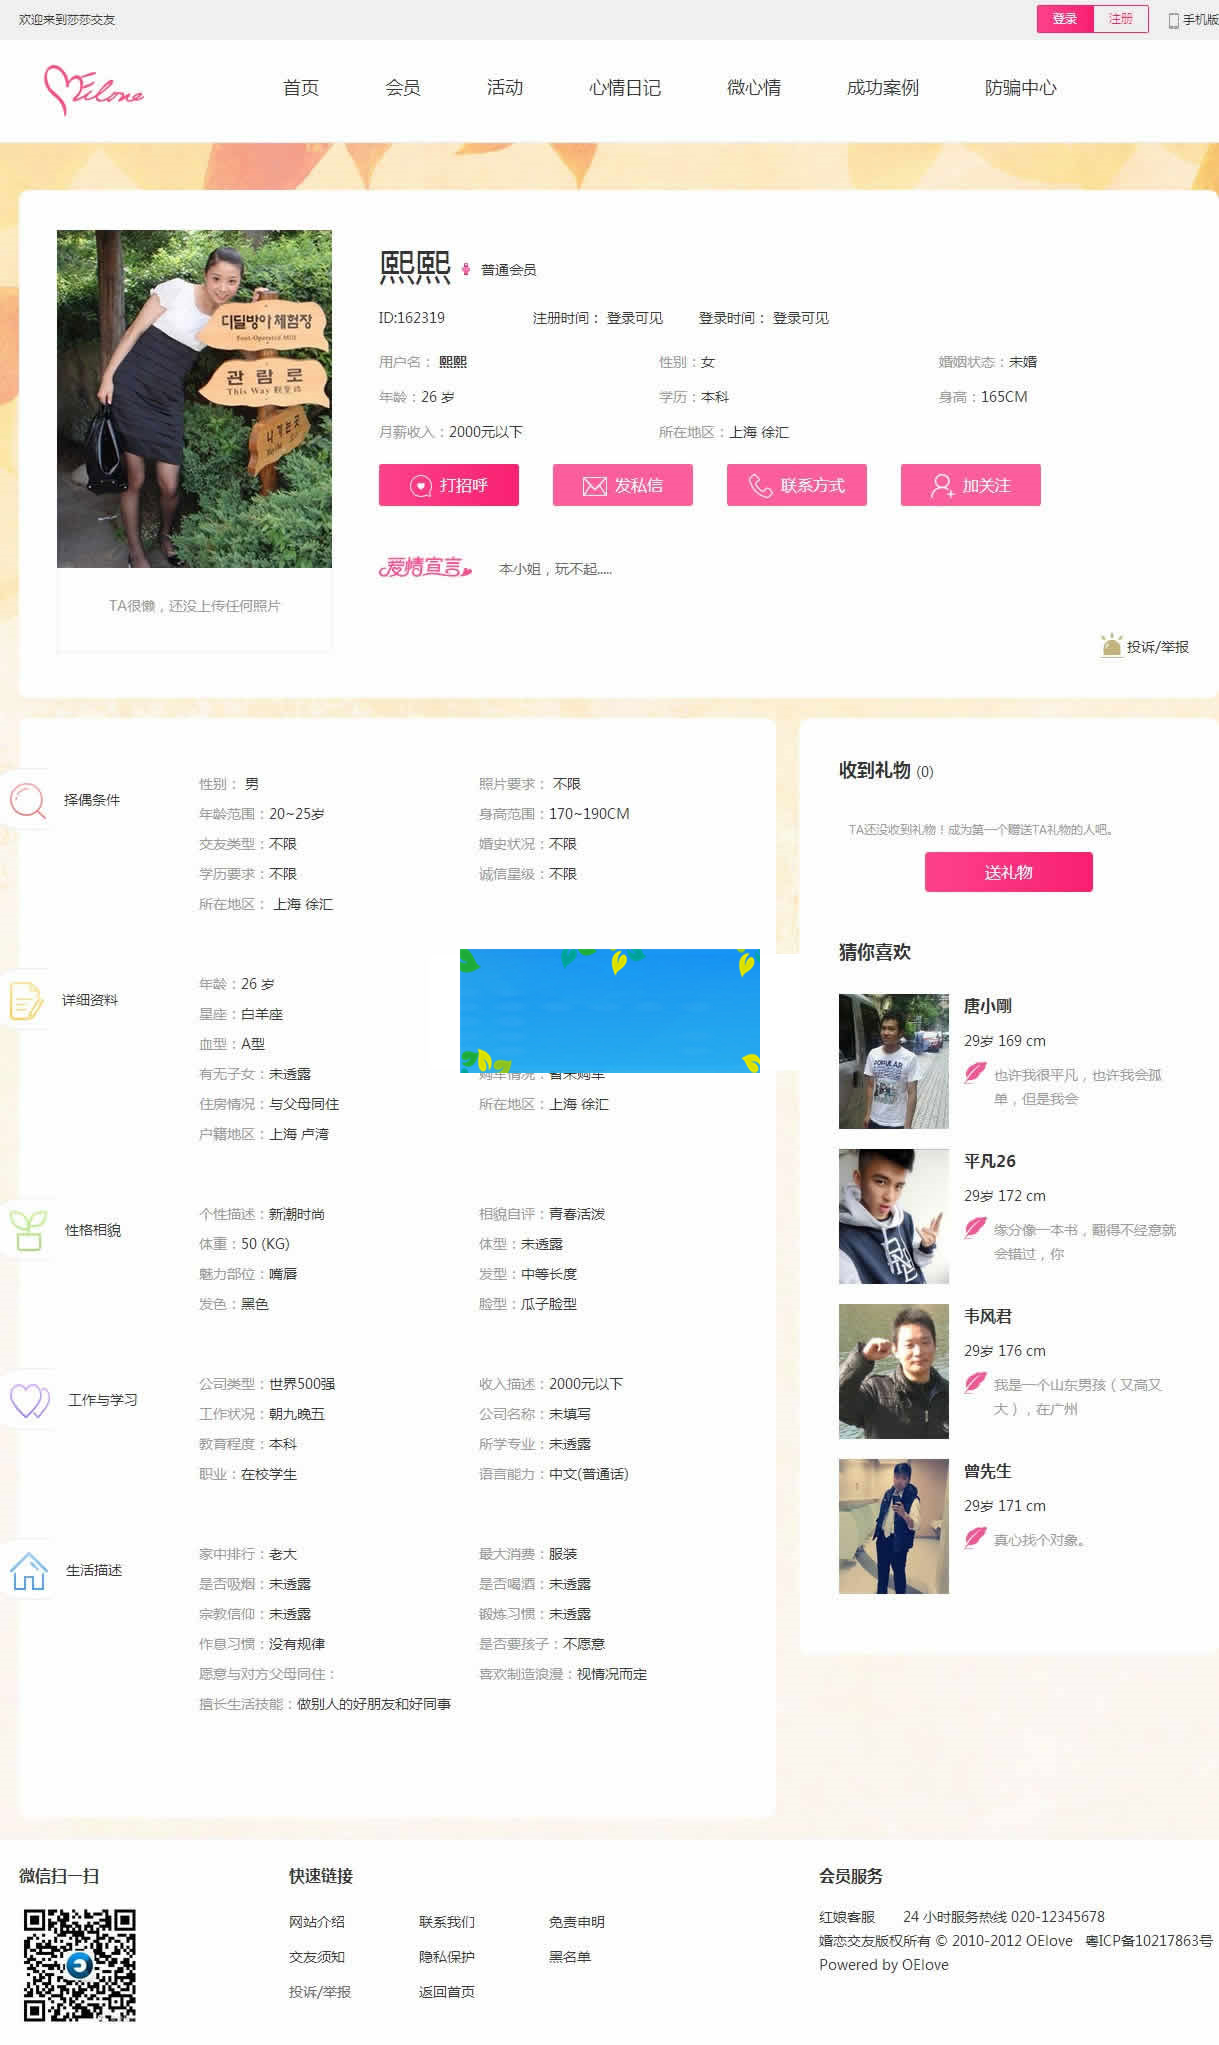 欢迎来到莎莎交友
登录 注册 手机版
Eilone
首页 会员 活动 心情日记 微心情 成功案例 防骗中心
디딜방아 체험장
Foot-Operated Mill
관람로
This Way
나가는곳
熙熙 普通会员
ID:162319 注册时间： 登录可见 登录时间： 登录可见
用户名： 熙熙 性别：女 婚姻状态：未婚
年龄：26 岁 学历：本科 身高：165CM
月薪收入：2000元以下 所在地区：上海 徐汇
打招呼 发私信 联系方式 加关注
爱情宣言 本小姐，玩不起.....
TA很懒，还没上传任何照片
投诉/举报
择偶条件
性别： 男 照片要求： 不限
年龄范围：20~25岁 身高范围：170~190CM
交友类型：不限 婚史状况：不限
学历要求：不限 诚信星级：不限
所在地区： 上海 徐汇
详细资料
年龄：26 岁
星座：白羊座
血型：A型
有无子女：未透露 购车情况：暂未购车
住房情况：与父母同住 所在地区：上海 徐汇
户籍地区：上海 卢湾
性格相貌
个性描述：新潮时尚 相貌自评：青春活泼
体重：50 (KG) 体型：未透露
魅力部位：嘴唇 发型：中等长度
发色：黑色 脸型：瓜子脸型
工作与学习
公司类型：世界500强 收入描述：2000元以下
工作状况：朝九晚五 公司名称：未填写
教育程度：本科 所学专业：未透露
职业：在校学生 语言能力：中文(普通话)
生活描述
家中排行：老大 最大消费：服装
是否吸烟：未透露 是否喝酒：未透露
宗教信仰：未透露 锻炼习惯：未透露
作息习惯：没有规律 是否要孩子：不愿意
愿意与对方父母同住： 喜欢制造浪漫：视情况而定
擅长生活技能：做别人的好朋友和好同事
收到礼物 (0)
TA还没收到礼物！成为第一个赠送TA礼物的人吧。
送礼物
猜你喜欢
唐小刚
29岁 169 cm
也许我很平凡，也许我会孤
单，但是我会
平凡26
29岁 172 cm
缘分像一本书，翻得不经意就
会错过，你
韦风君
29岁 176 cm
我是一个山东男孩（又高又
大），在广州
曾先生
29岁 171 cm
真心找个对象。
微信扫一扫
快速链接
网站介绍 联系我们 免责申明
交友须知 隐私保护 黑名单
投诉/举报 返回首页
会员服务
红娘客服 24 小时服务热线 020-12345678
婚恋交友版权所有 © 2010-2012 OElove 粤ICP备10217863号
Powered by OElove